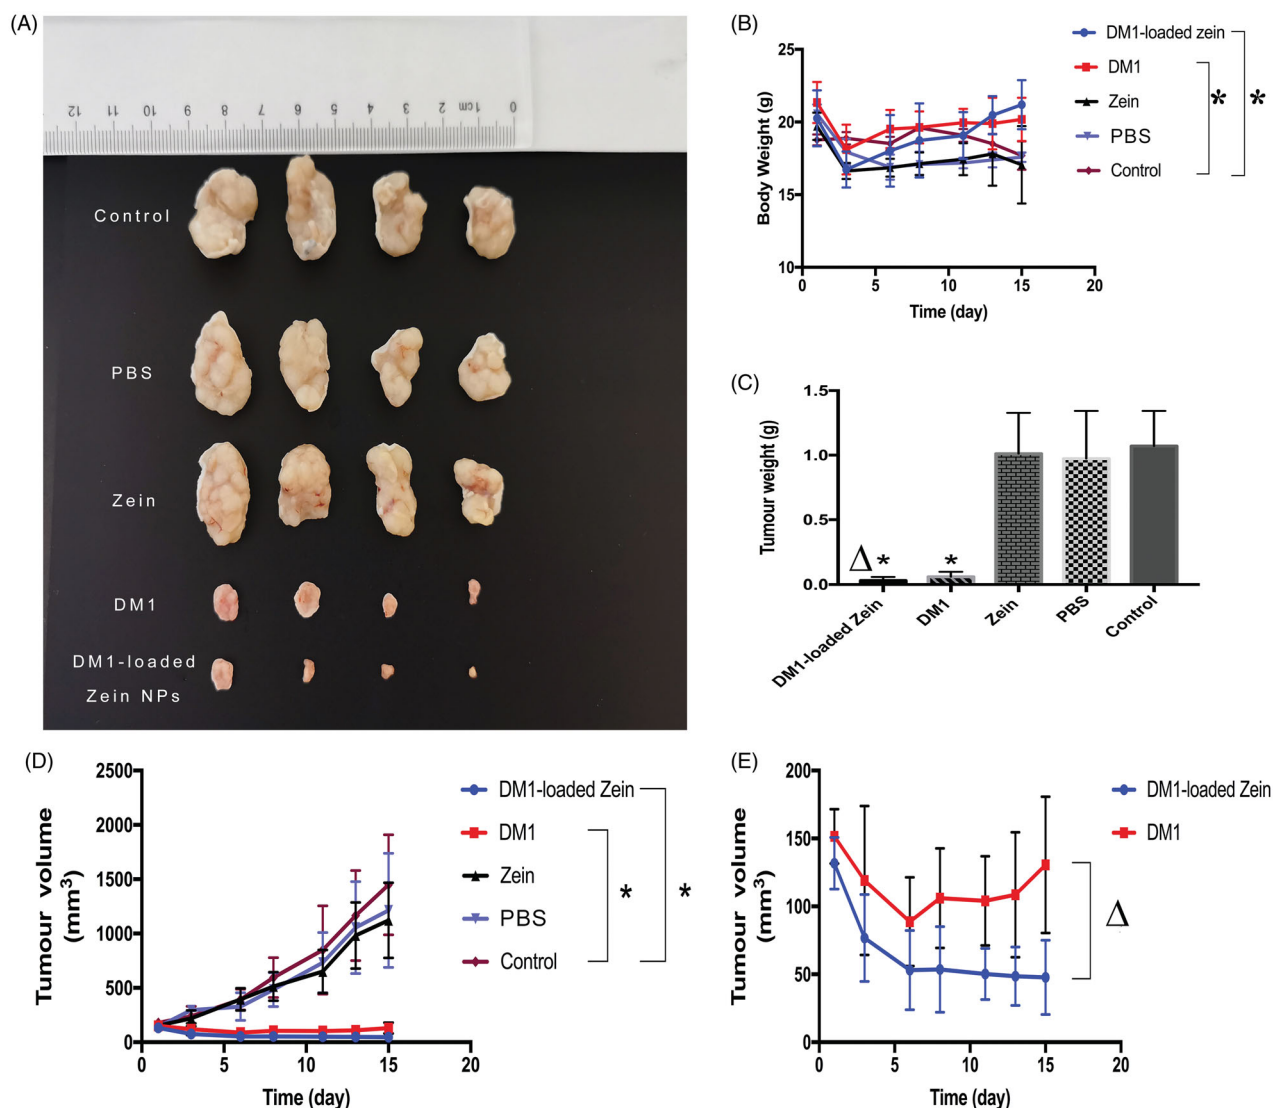 (A)
12 11 10 9 8 7 6 5 4 3 2 1cm 0
Control
PBS
Zein
DM1
DM1-loaded
Zein NPs
(B)
Body Weight (g)
25
20
15
10
0 5 10 15 20
Time (day)
DM1-loaded zein
DM1
Zein
PBS
Control
*
*
(C)
Tumour weight (g)
1.5
1.0
0.5
0.0
Δ * *
DM1-loaded Zein
DM1
Zein
PBS
Control
(D)
Tumour volume
(mm³)
2500
2000
1500
1000
500
0
0 5 10 15 20
Time (day)
DM1-loaded Zein
DM1
Zein
PBS
Control
*
*
(E)
Tumour volume
(mm³)
200
150
100
50
0
0 5 10 15 20
Time (day)
DM1-loaded Zein
DM1
Δ